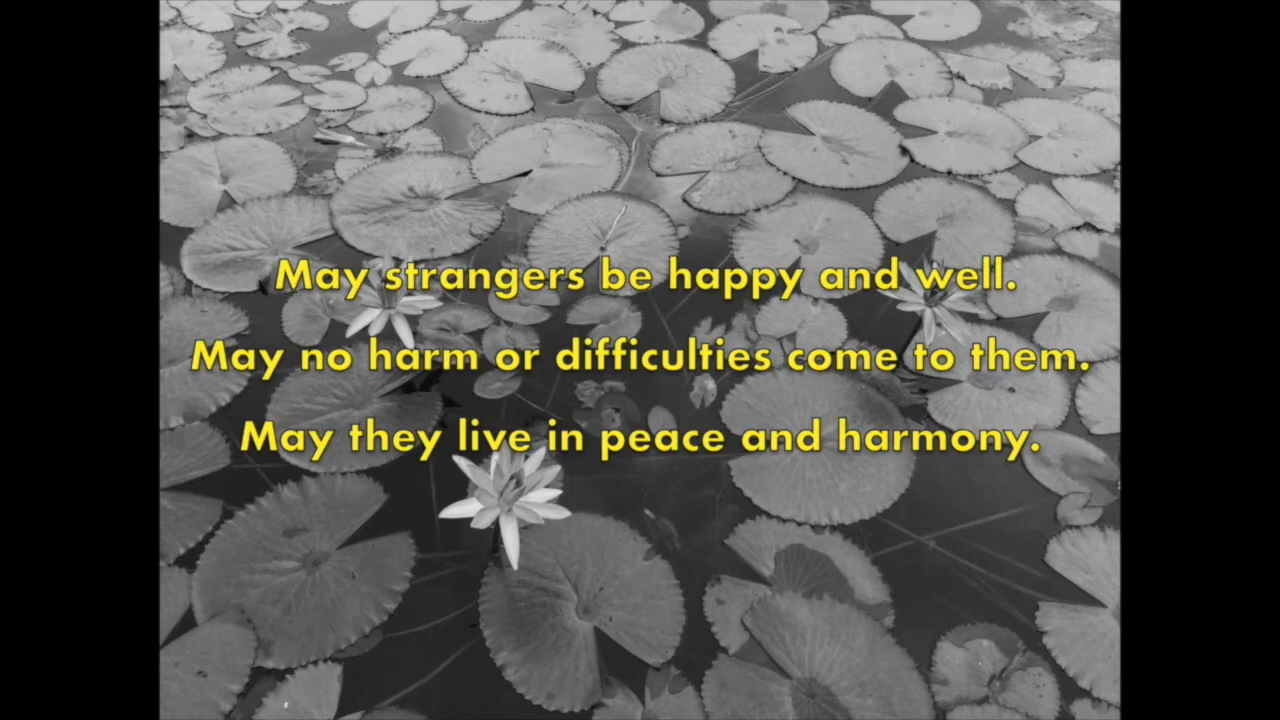 May strangers be happy and well.
May no harm or difficulties come to them.
May they live in peace and harmony.